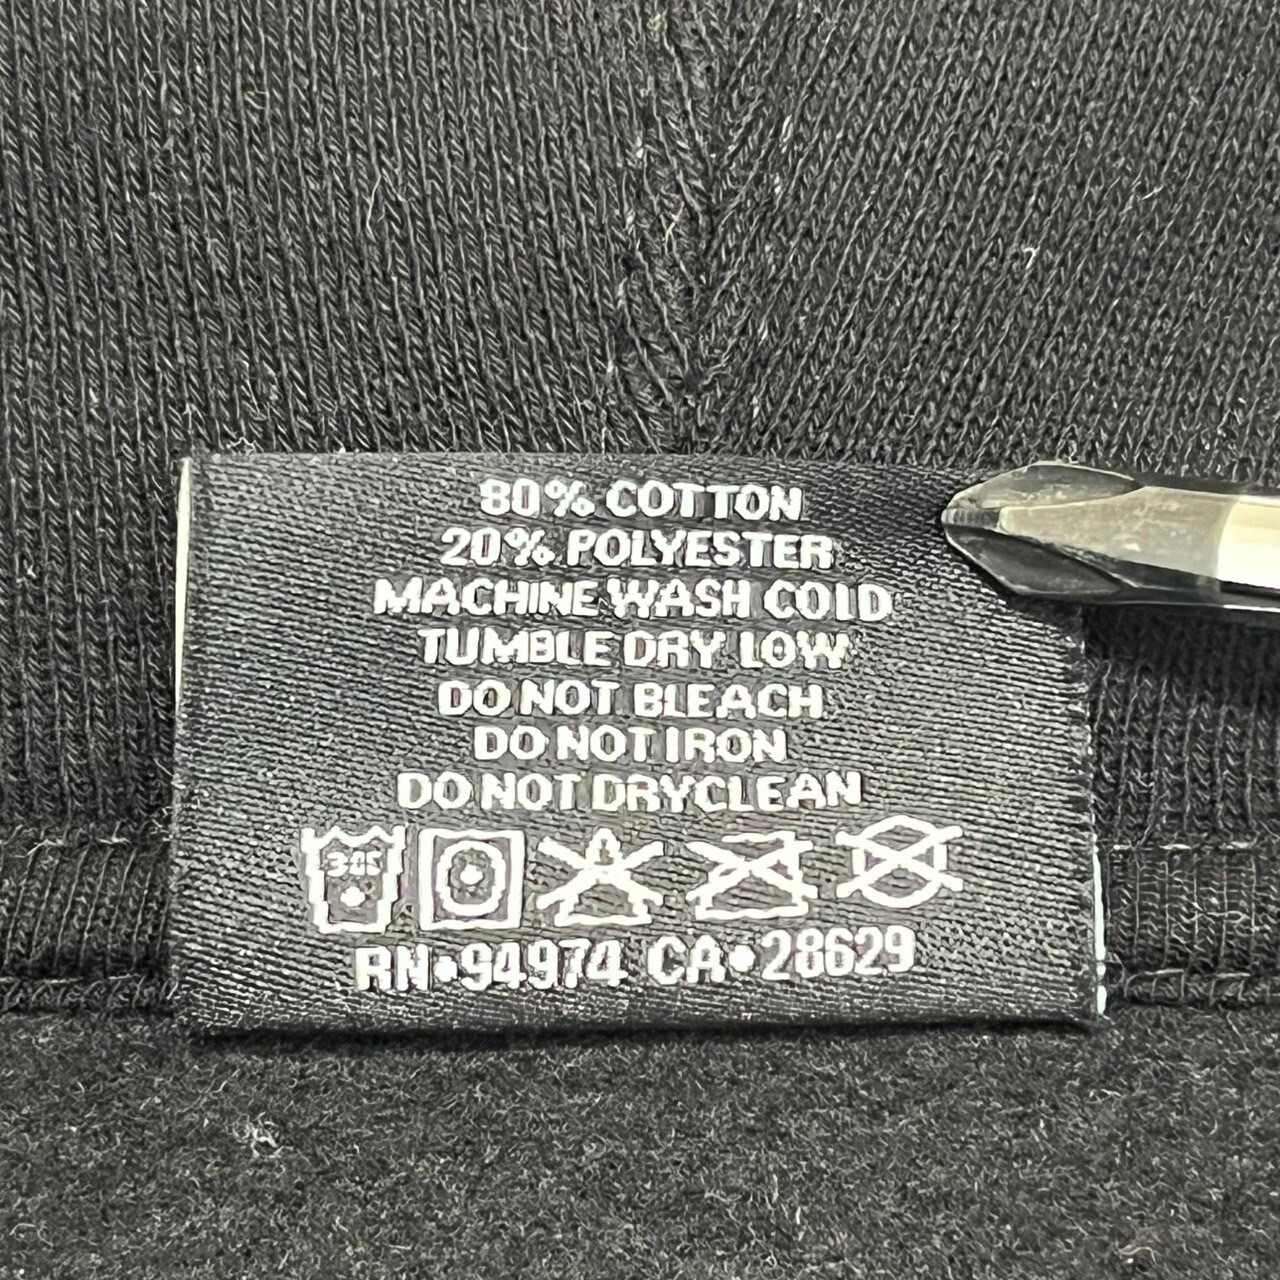 80% COTTON
20% POLYESTER
MACHINE WASH COLD
TUMBLE DRY LOW
DO NOT BLEACH
DO NOT IRON
DO NOT DRYCLEAN
RN•94974 CA•28629